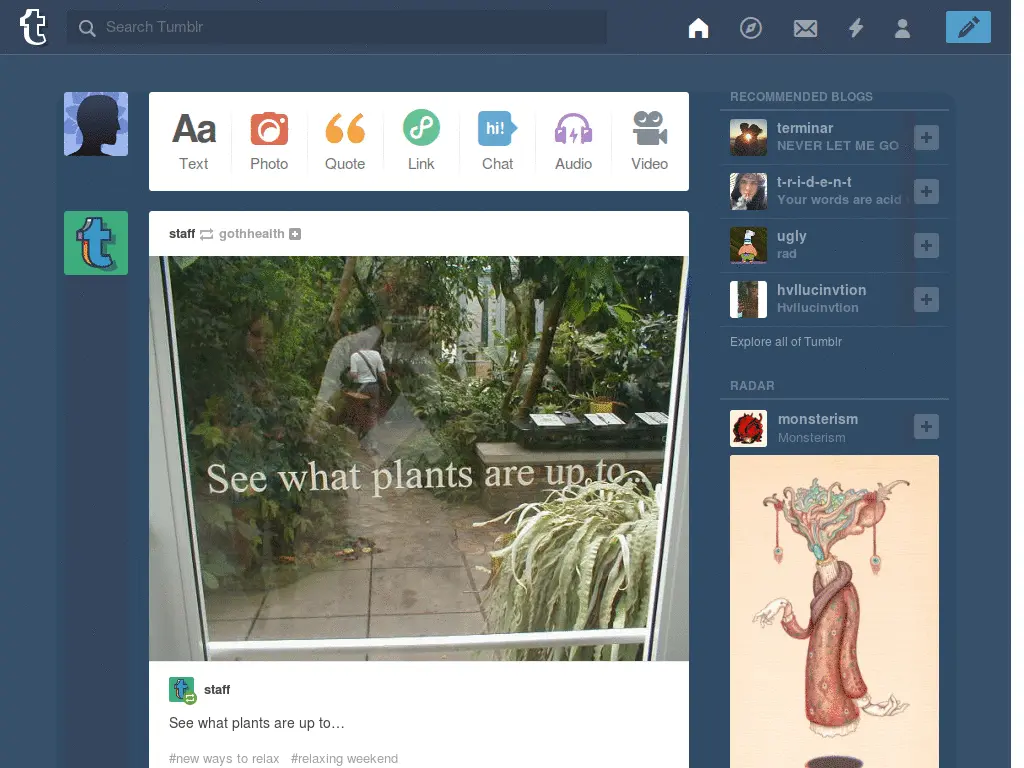 Search Tumblr
Aa
Text
Photo
Quote
Link
hi!
Chat
Audio
Video
staff gothhealth
See what plants are up to...
staff
See what plants are up to…
#new ways to relax #relaxing weekend
RECOMMENDED BLOGS
terminar
NEVER LET ME GO
t-r-i-d-e-n-t
Your words are acid
ugly
rad
hvllucinvtion
Hvllucinvtion
Explore all of Tumblr
RADAR
monsterism
Monsterism